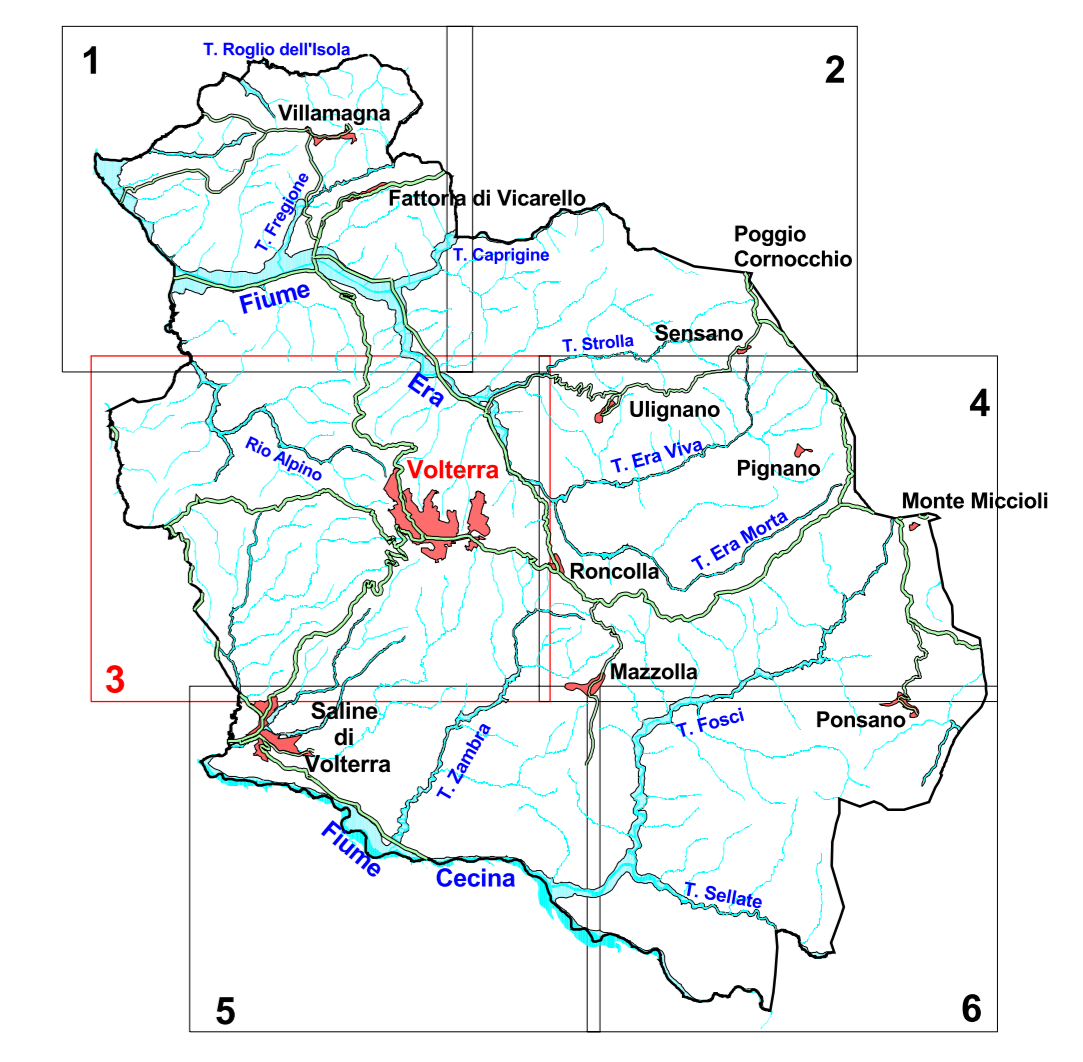 1
T. Roglio dell'Isola
2
Villamagna
Fattoria di Vicarello
T. Fregione
T. Caprigine
Poggio
Cornocchio
Fiume
Era
Sensano
T. Strolla
4
Ulignano
Rio Alpino
Volterra
T. Era Viva
Pignano
Monte Miccioli
T. Era Morta
Roncolla
3
Mazzolla
Saline
di
Volterra
T. Zambra
T. Fosci
Ponsano
Fiume
Cecina
T. Sellate
5
6